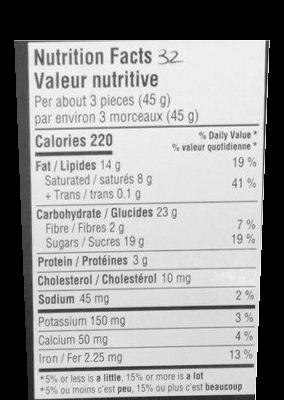 Nutrition Facts 32
Valeur nutritive
Per about 3 pieces (45 g)
par environ 3 morceaux (45 g)
Calories 220
% Daily Value *
% valeur quotidienne *
Fat / Lipides 14 g 19 %
Saturated / saturés 8 g
+ Trans / trans 0.1 g 41 %
Carbohydrate / Glucides 23 g
Fibre / Fibres 2 g 7 %
Sugars / Sucres 19 g 19 %
Protein / Protéines 3 g
Cholesterol / Cholestérol 10 mg
Sodium 45 mg 2 %
Potassium 150 mg 3 %
Calcium 50 mg 4 %
Iron / Fer 2.25 mg 13 %
*5% or less is a little, 15% or more is a lot
*5% ou moins c'est peu, 15% ou plus c'est beaucoup